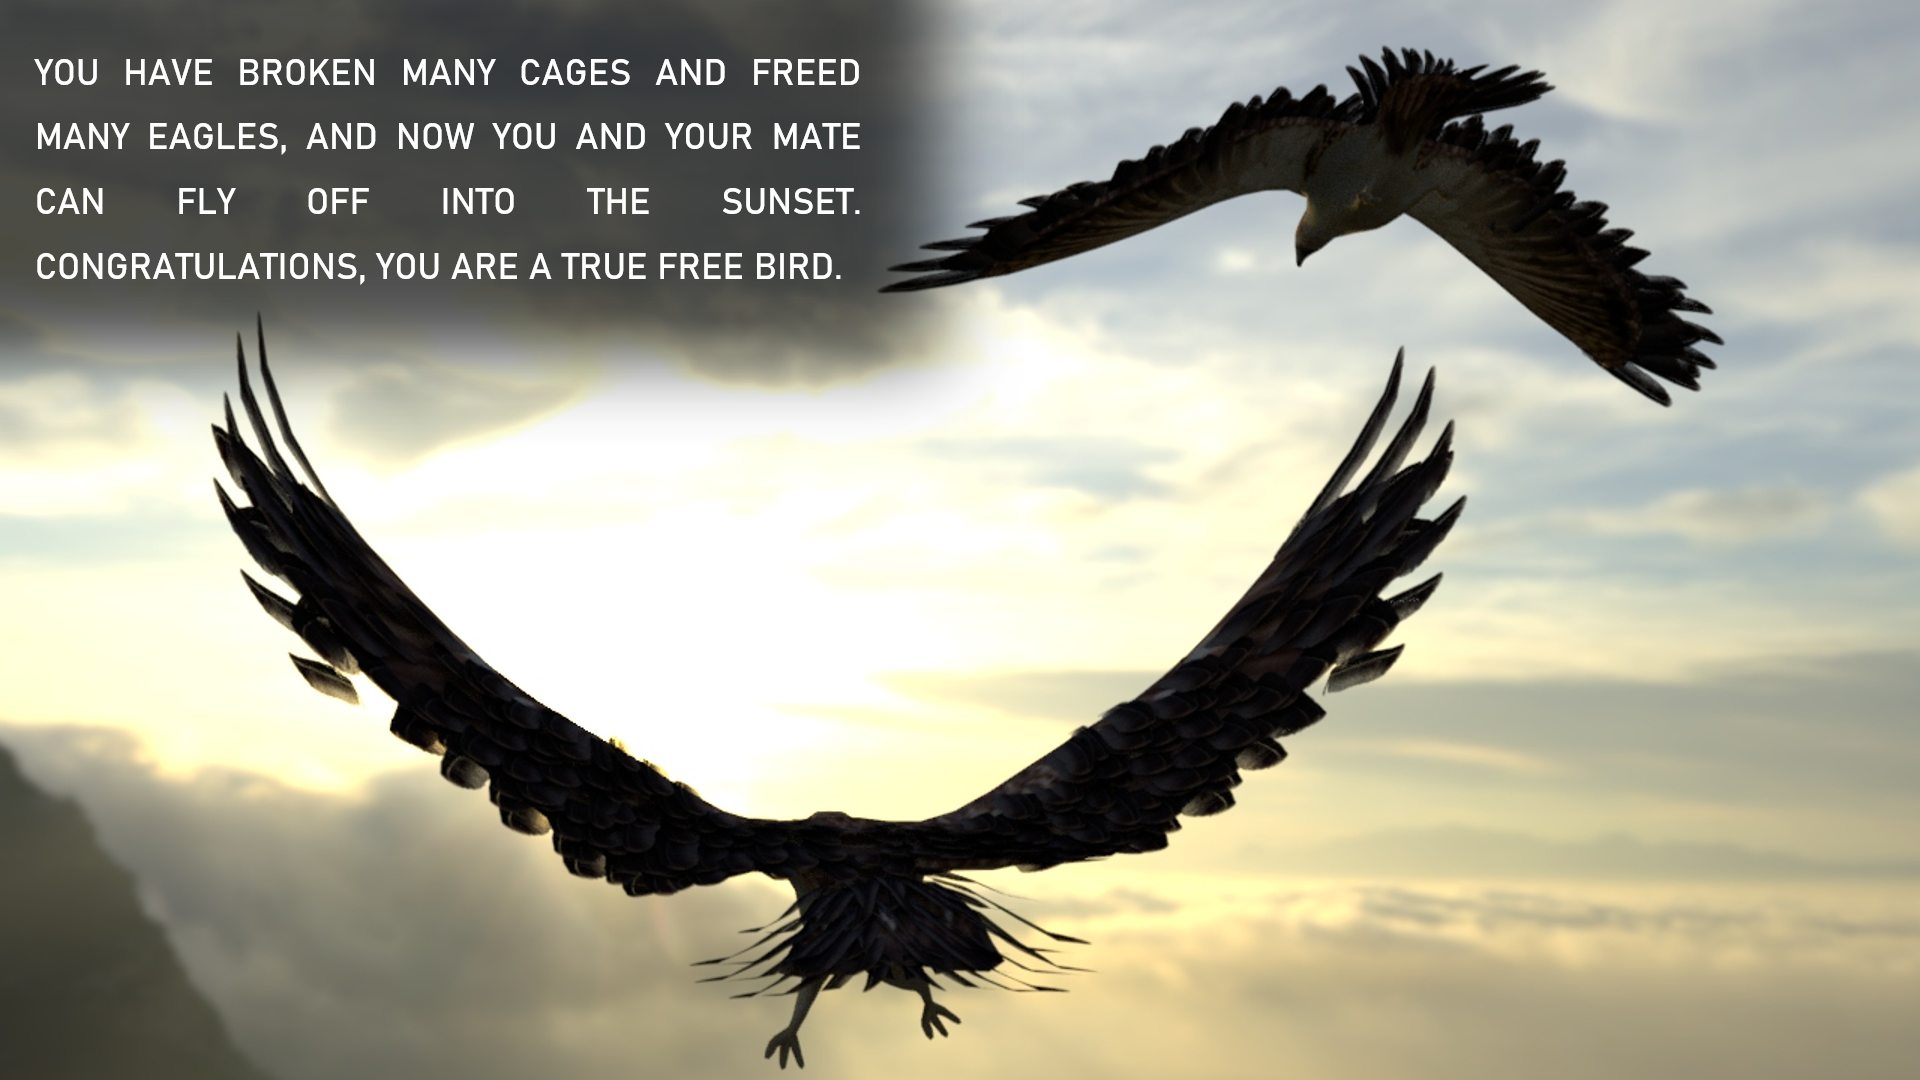 YOU HAVE BROKEN MANY CAGES AND FREED
MANY EAGLES, AND NOW YOU AND YOUR MATE
CAN FLY OFF INTO THE SUNSET.
CONGRATULATIONS, YOU ARE A TRUE FREE BIRD.